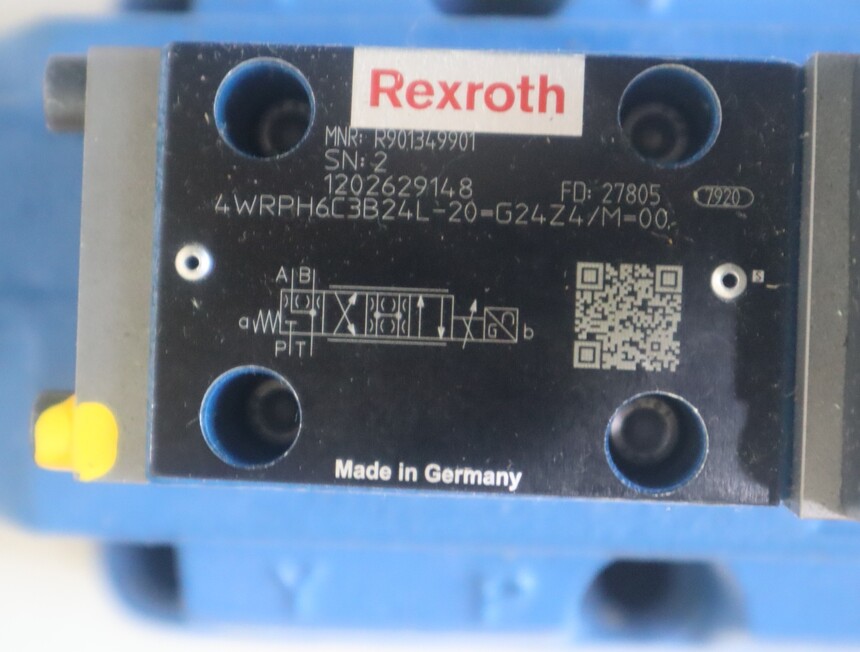 Rexroth
MNR: R901349901
SN: 2
1202629148 FD: 27805 7920
4WRPH6C3B24L-20=G24Z4/M=00
A B
a G b
P T
S
Made in Germany
Y P